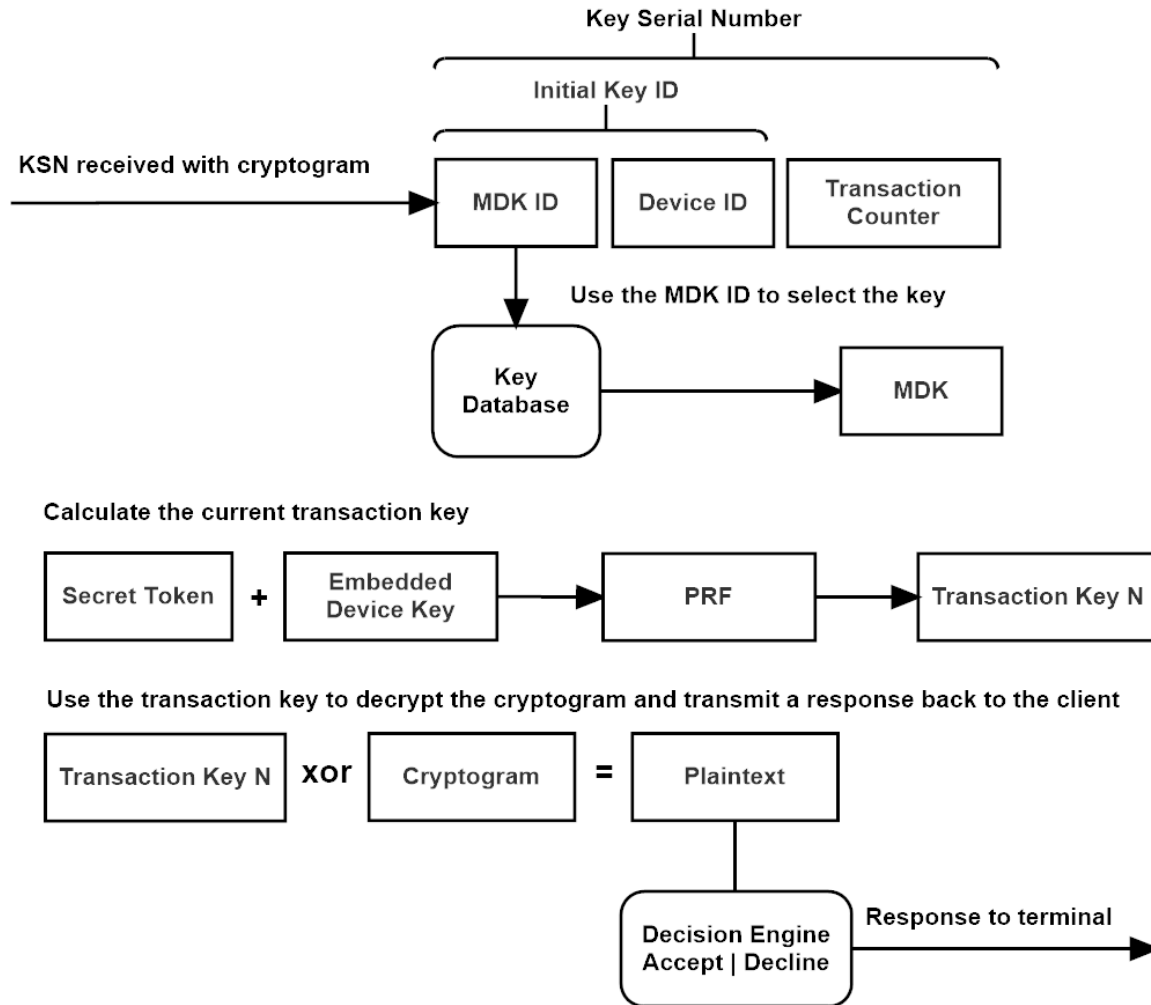 Key Serial Number
Initial Key ID
KSN received with cryptogram
MDK ID
Device ID
Transaction
Counter
Use the MDK ID to select the key
Key
Database
MDK
Calculate the current transaction key
Secret Token
+
Embedded
Device Key
PRF
Transaction Key N
Use the transaction key to decrypt the cryptogram and transmit a response back to the client
Transaction Key N
xor
Cryptogram
=
Plaintext
Decision Engine
Accept | Decline
Response to terminal